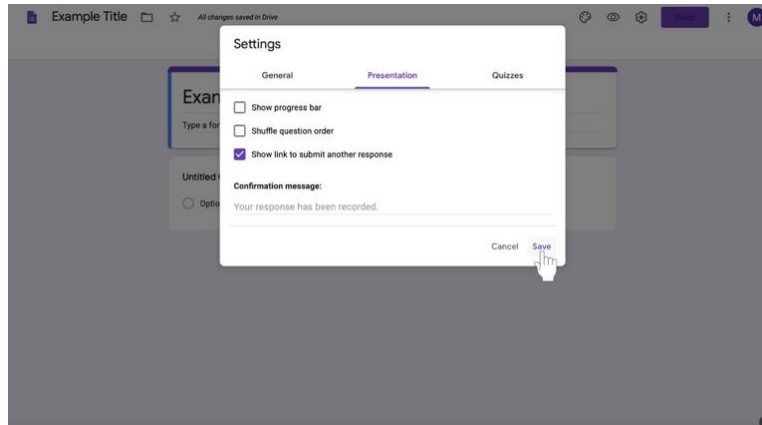 Example Title
All changes saved in Drive
Send
M
Settings
General Presentation Quizzes
Exan
Show progress bar
Type a for
Shuffle question order
Show link to submit another response
Untitled
Confirmation message:
Optio
Your response has been recorded.
Cancel Save